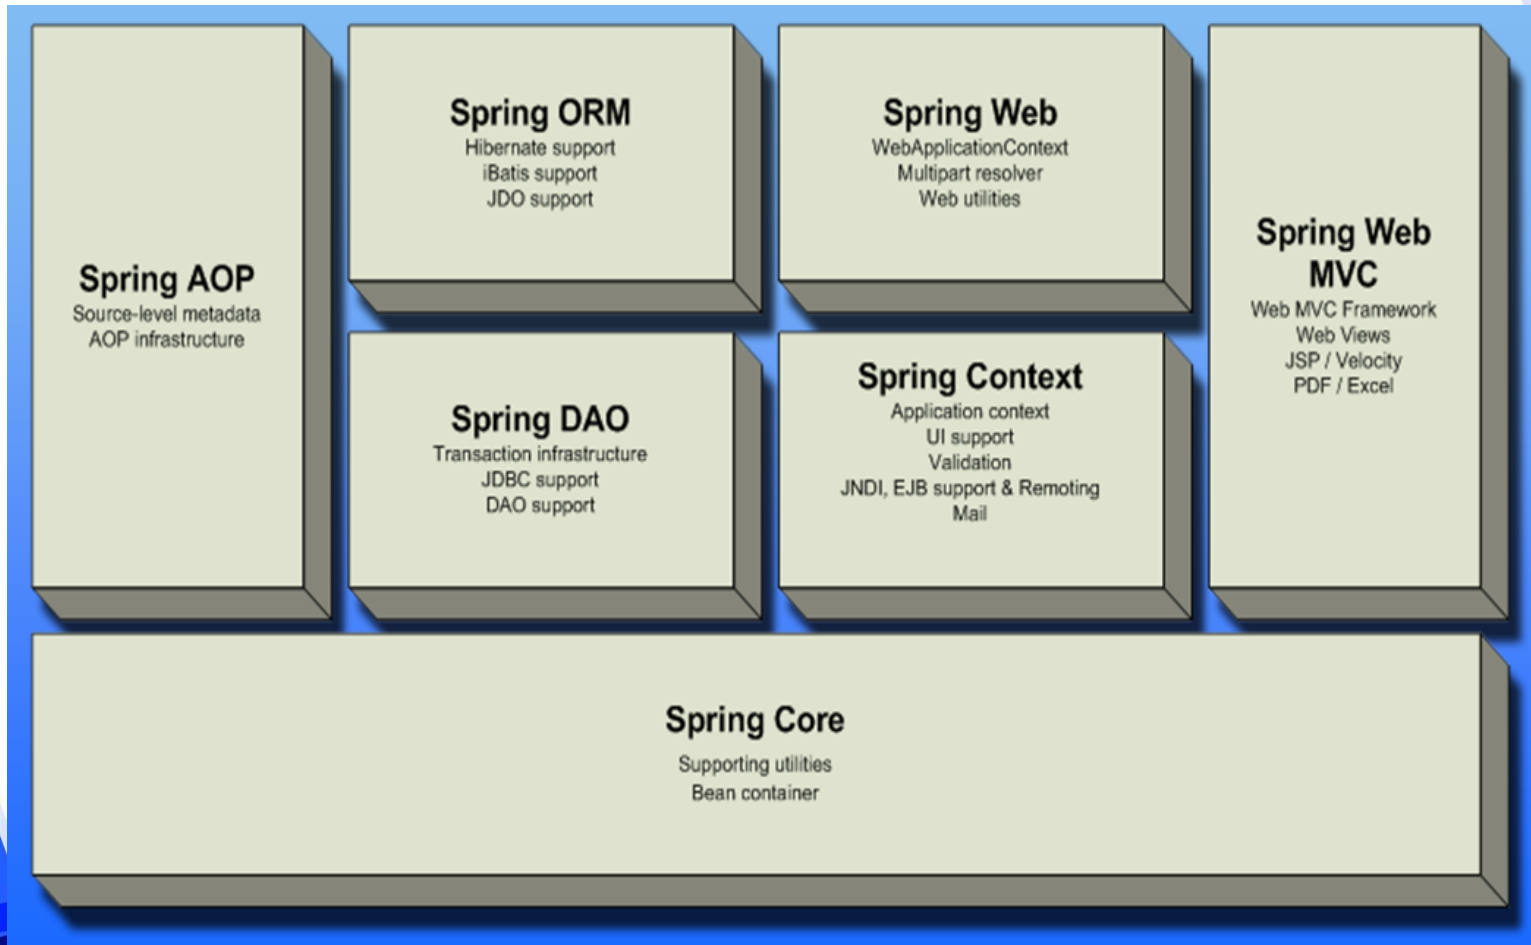 Spring AOP
Source-level metadata
AOP infrastructure
Spring ORM
Hibernate support
iBatis support
JDO support
Spring Web
WebApplicationContext
Multipart resolver
Web utilities
Spring DAO
Transaction infrastructure
JDBC support
DAO support
Spring Context
Application context
UI support
Validation
JNDI, EJB support & Remoting
Mail
Spring Web
MVC
Web MVC Framework
Web Views
JSP / Velocity
PDF / Excel
Spring Core
Supporting utilities
Bean container